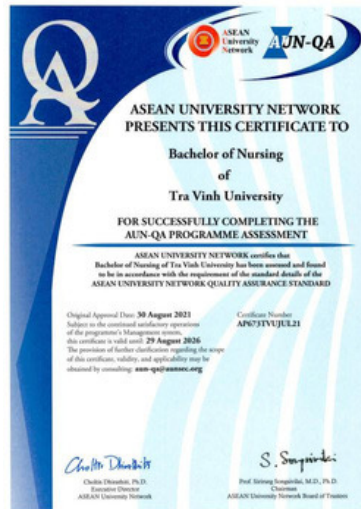 ASEAN
University
Network
AUN-QA
QA
ASEAN UNIVERSITY NETWORK
PRESENTS THIS CERTIFICATE TO
Bachelor of Nursing
of
Tra Vinh University
FOR SUCCESSFULLY COMPLETING THE
AUN-QA PROGRAMME ASSESSMENT
ASEAN UNIVERSITY NETWORK certifies that
Bachelor of Nursing of Tra Vinh University has been assessed and found
to be in accordance with the requirement of the standard details of the
ASEAN UNIVERSITY NETWORK QUALITY ASSURANCE STANDARD
Original Approval Date: 30 August 2021
Subject to the continued satisfactory operations
of the programme's Management system,
this certificate is valid until: 29 August 2026
The provision of further clarification regarding the scope
of this certificate, validity, and applicability may be
obtained by consulting: aun-qa@aunsec.org
Certificate Number
AP673TVUJUL21
Choltis Dhirathiti, Ph.D.
Executive Director
ASEAN University Network
S. Songsivilai
Prof. Sirirurg Songsivilai, M.D., Ph.D.
Chairman
ASEAN University Network Board of Trustees